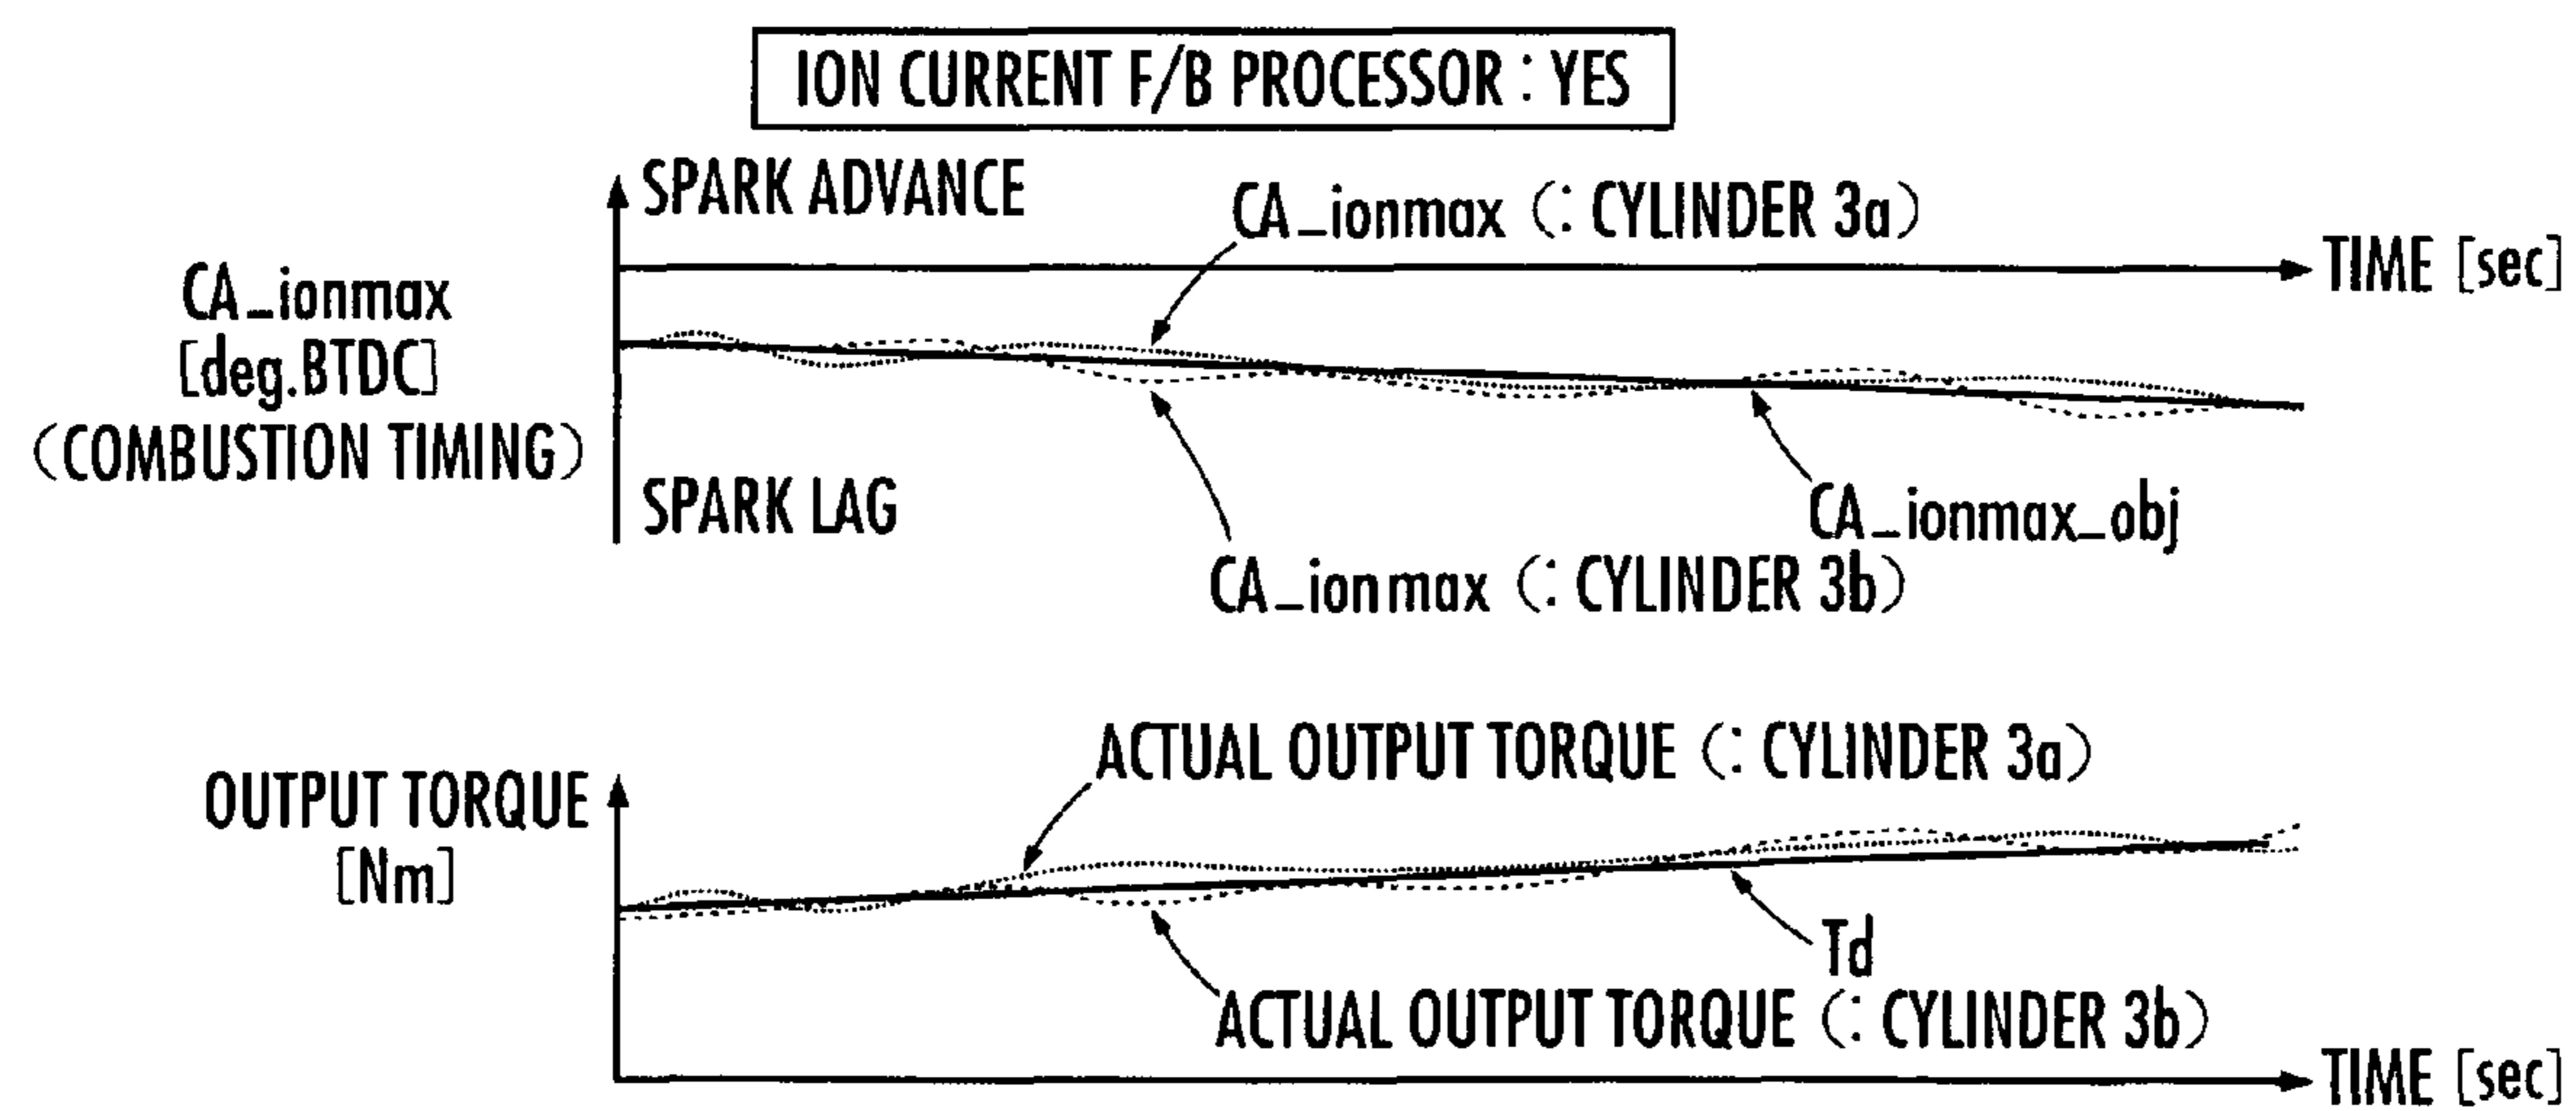 ION CURRENT F/B PROCESSOR : YES
SPARK ADVANCE
CA_ionmax (: CYLINDER 3a)
TIME [sec]
CA_ionmax
[deg.BTDC]
(COMBUSTION TIMING)
SPARK LAG
CA_ionmax_obj
CA_ionmax (: CYLINDER 3b)
ACTUAL OUTPUT TORQUE (: CYLINDER 3a)
OUTPUT TORQUE
[Nm]
Td
ACTUAL OUTPUT TORQUE (: CYLINDER 3b)
TIME [sec]